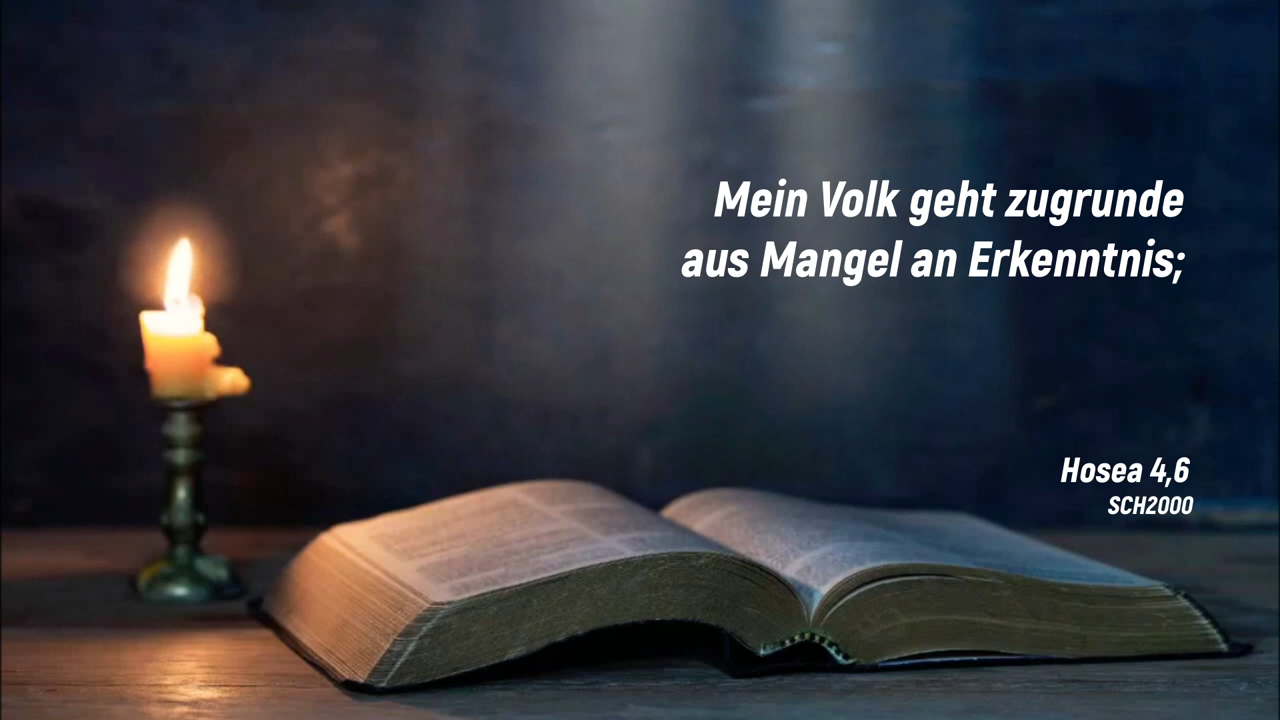 Mein Volk geht zugrunde
aus Mangel an Erkenntnis;
Hosea 4,6
SCH2000